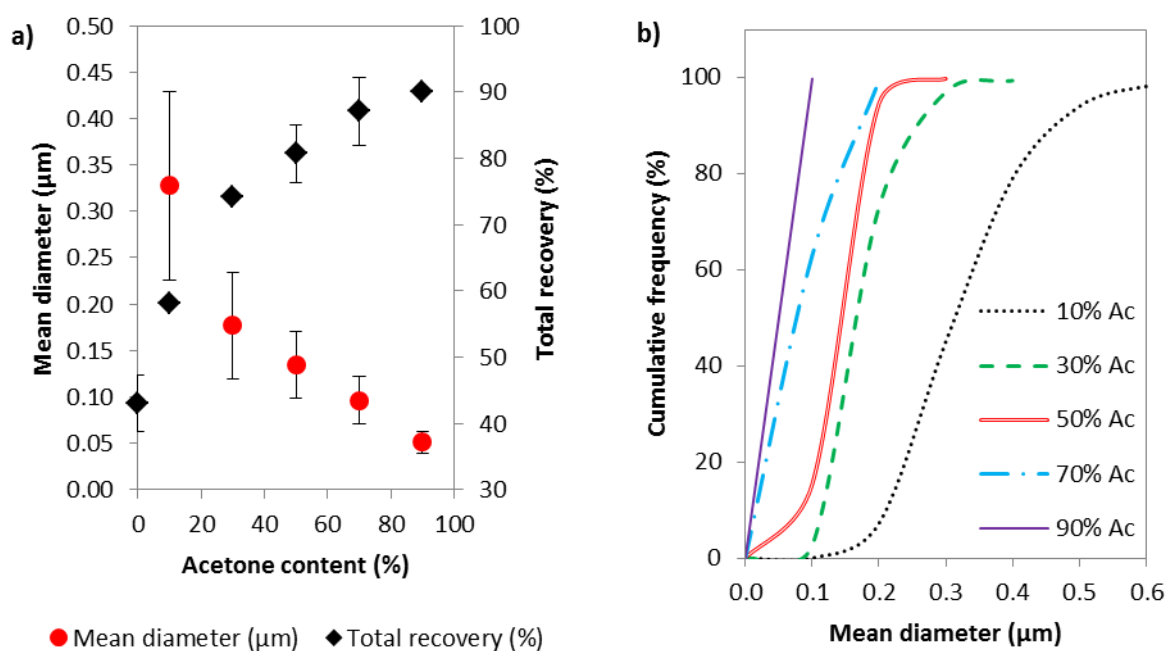 a)
0.50
0.45
0.40
0.35
0.30
0.25
0.20
0.15
0.10
0.05
0.00
Mean diameter (µm)
100
90
80
70
60
50
40
30
Total recovery (%)
0 20 40 60 80 100
Acetone content (%)
Mean diameter (µm) Total recovery (%)
b)
100
80
60
40
20
0
Cumulative frequency (%)
10% Ac
30% Ac
50% Ac
70% Ac
90% Ac
0.0 0.1 0.2 0.3 0.4 0.5 0.6
Mean diameter (µm)